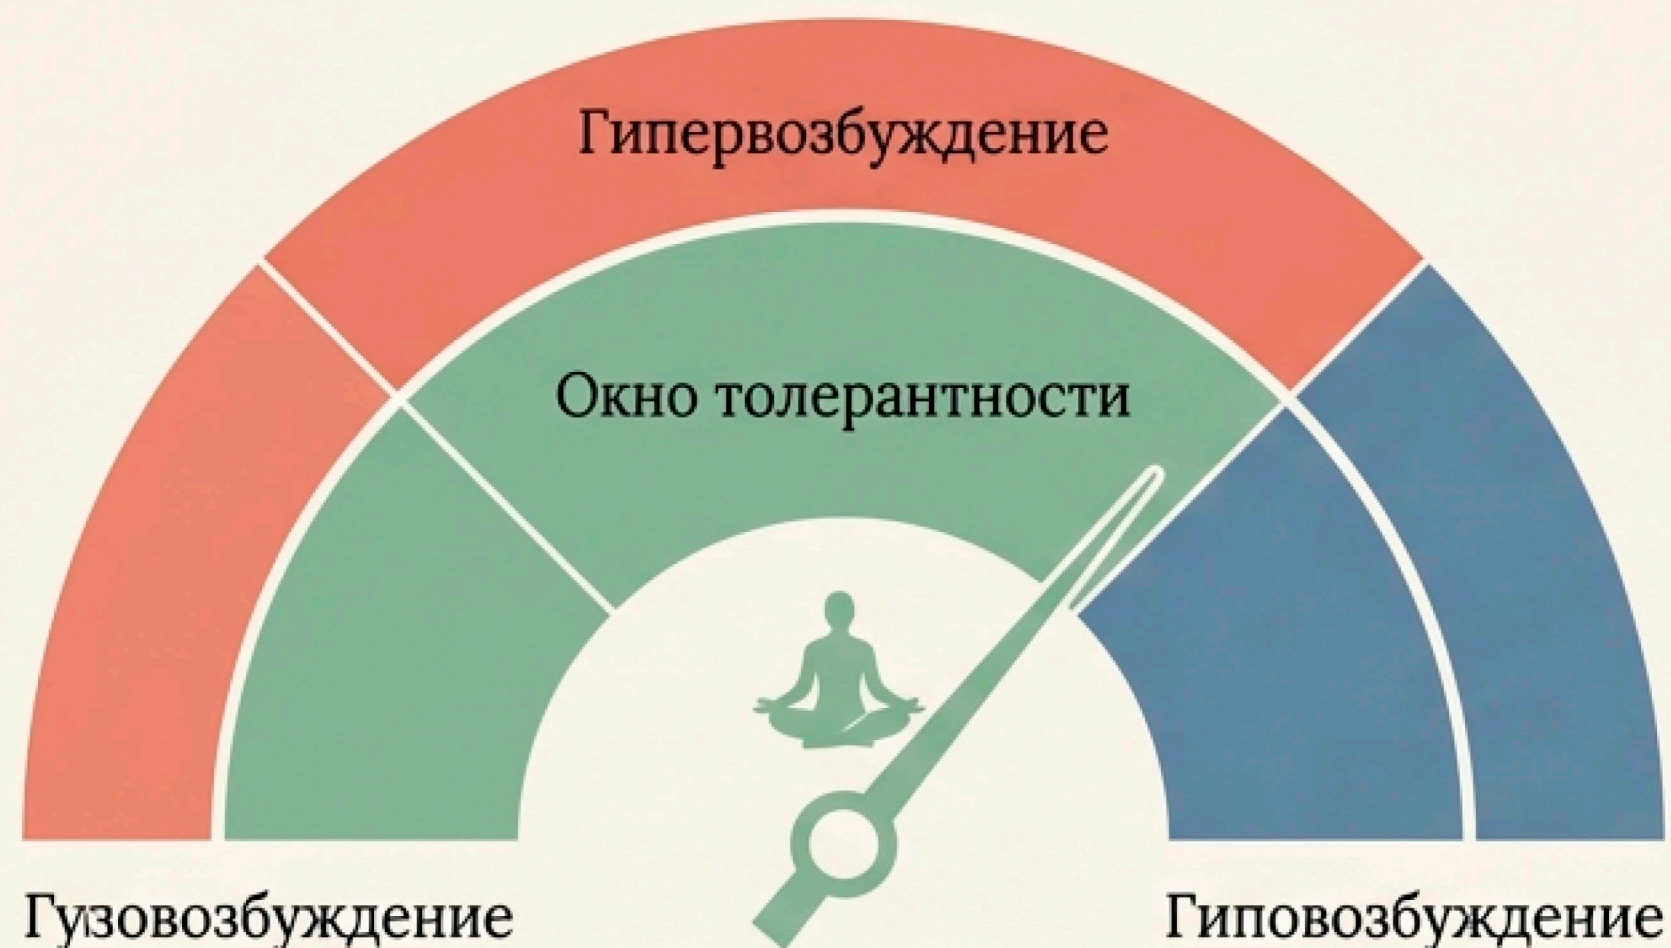 Гипервозбуждение
Окно толерантности
Гузовозбуждение
Гиповозбуждение